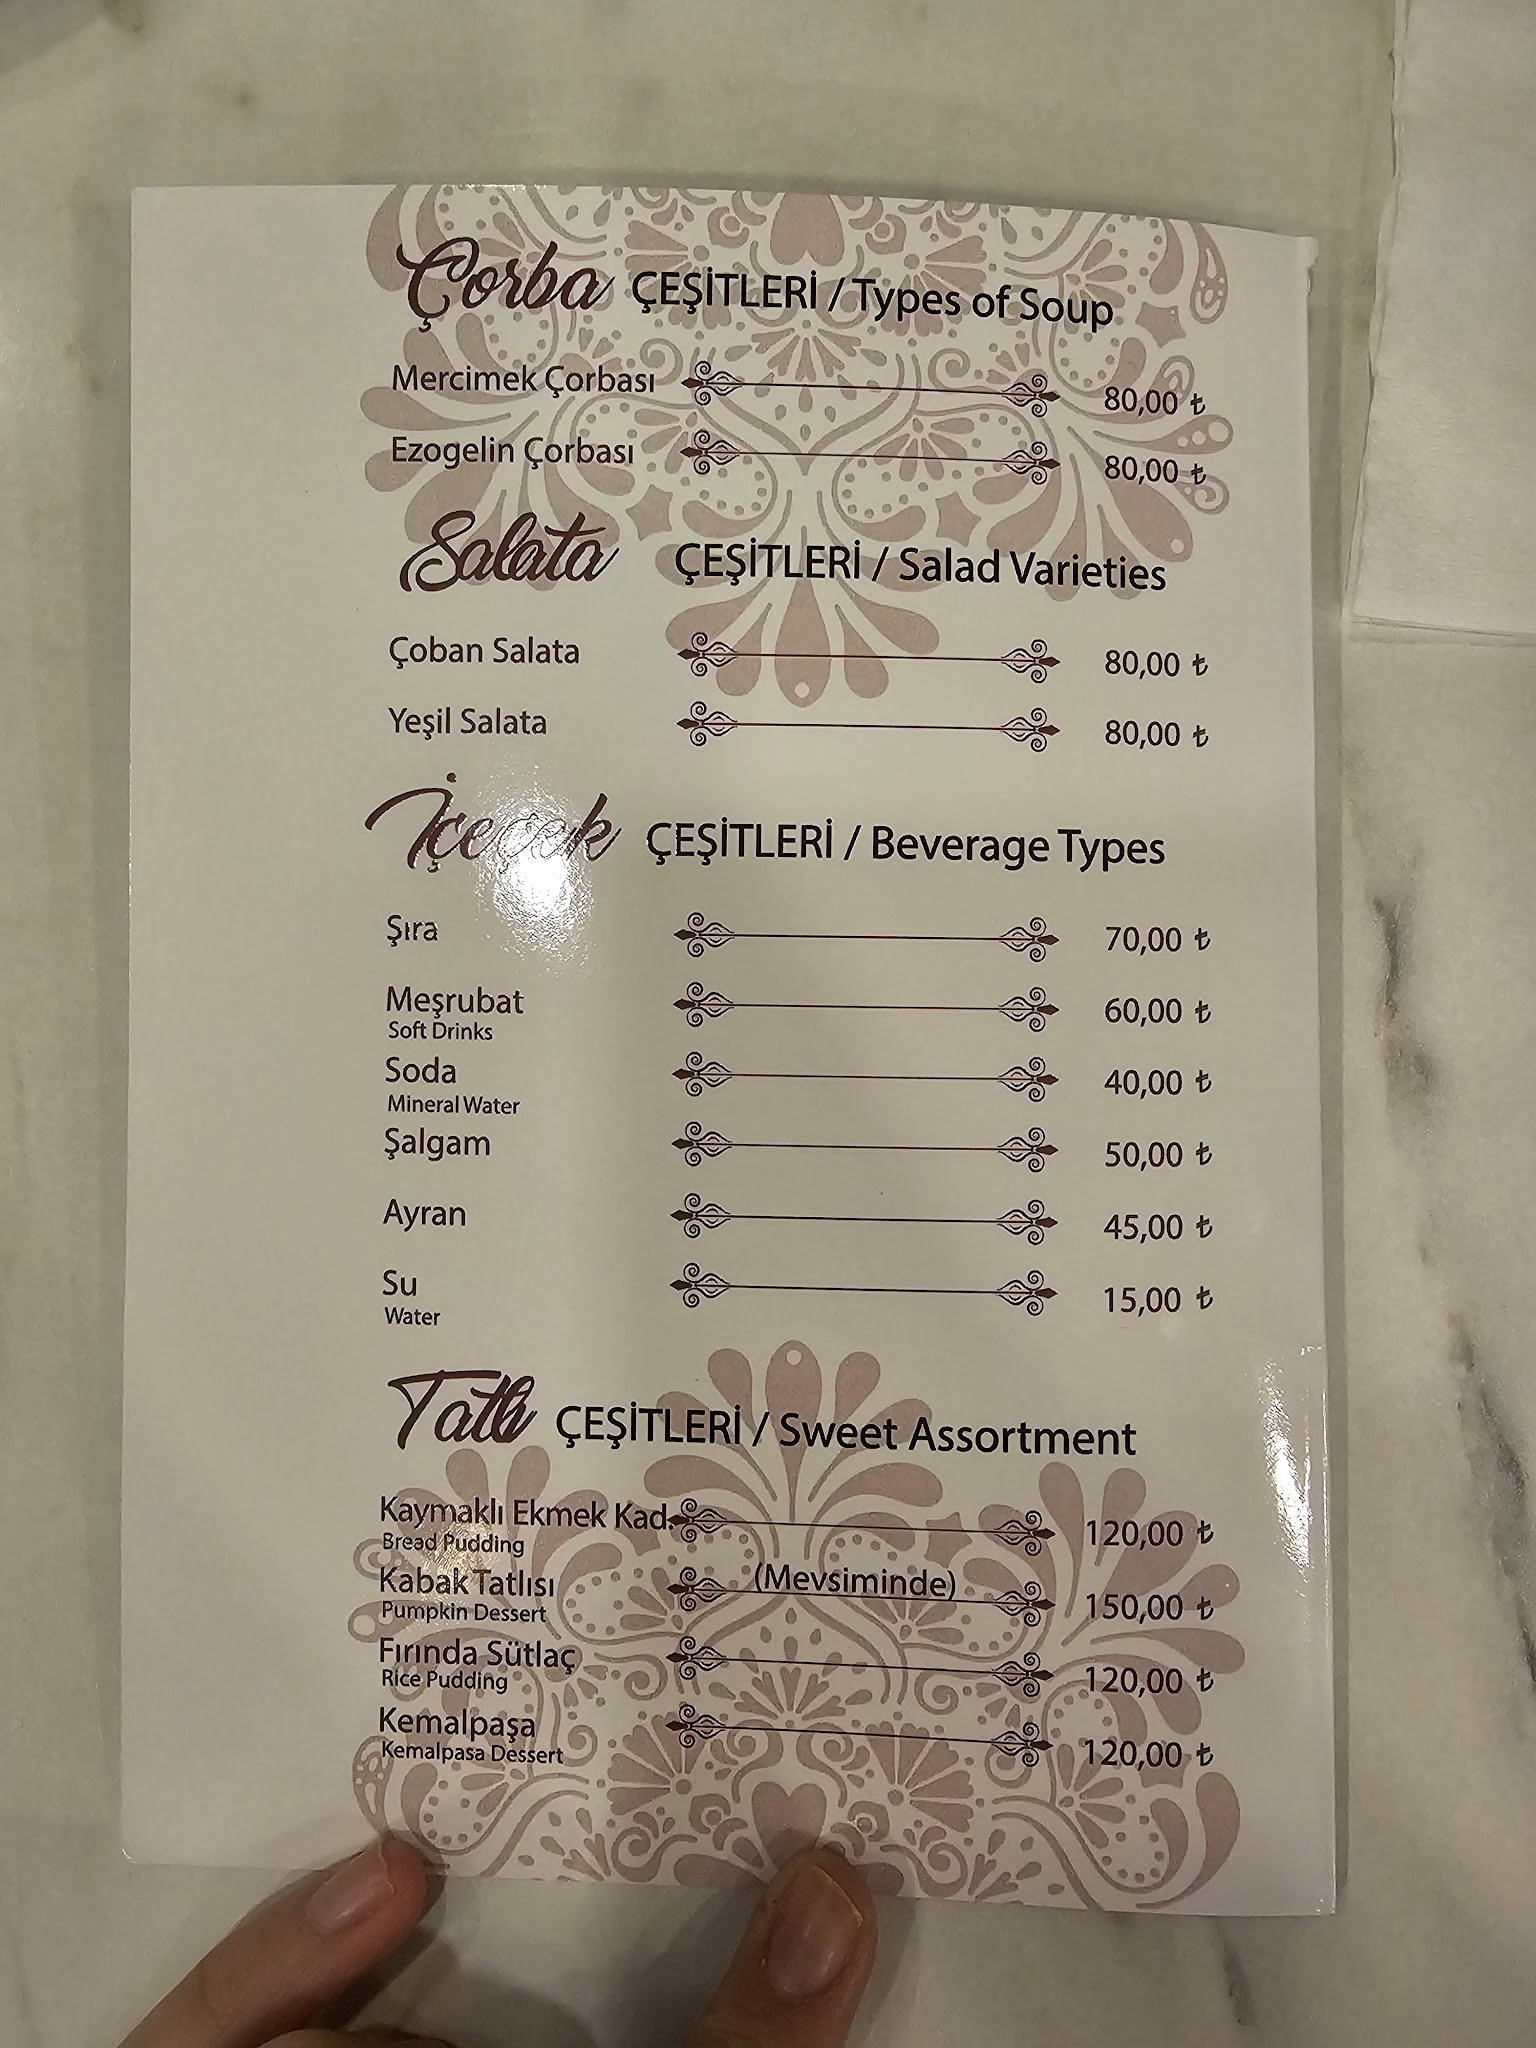 Çorba ÇEŞİTLERİ / Types of Soup
Mercimek Çorbası 80,00 ₺
Ezogelin Çorbası 80,00 ₺
Salata ÇEŞİTLERİ / Salad Varieties
Çoban Salata 80,00 ₺
Yeşil Salata 80,00 ₺
İçecek ÇEŞİTLERİ / Beverage Types
Şıra 70,00 ₺
Meşrubat 60,00 ₺
Soft Drinks
Soda 40,00 ₺
Mineral Water
Şalgam 50,00 ₺
Ayran 45,00 ₺
Su 15,00 ₺
Water
Tatlı ÇEŞİTLERİ / Sweet Assortment
Kaymaklı Ekmek Kad. 120,00 ₺
Bread Pudding
Kabak Tatlısı (Mevsiminde) 150,00 ₺
Pumpkin Dessert
Fırında Sütlaç 120,00 ₺
Rice Pudding
Kemalpaşa 120,00 ₺
Kemalpasa Dessert